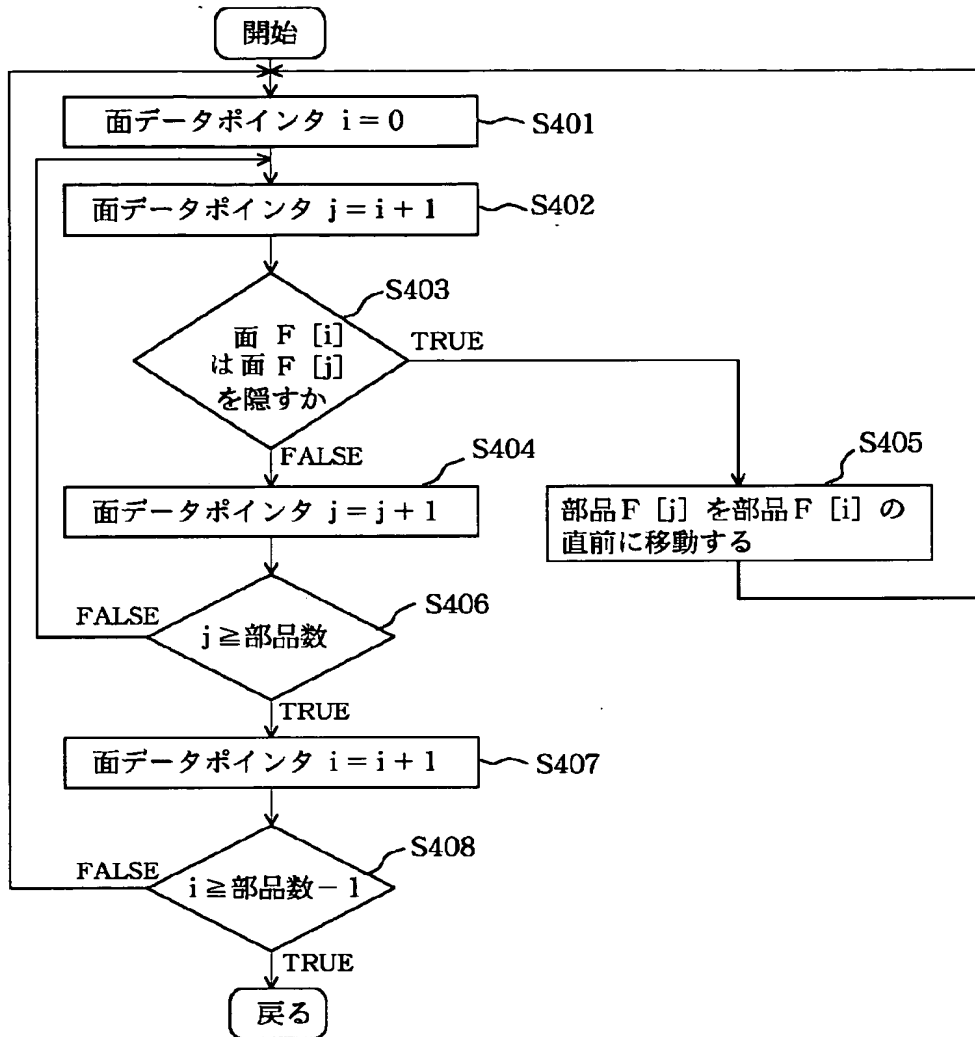 開始
面データポインタ i=0
S401
面データポインタ j=i+1
S402
S403
面 F [i]
は面 F [j]
を隠すか
TRUE
FALSE
S404
面データポインタ j=j+1
S405
部品F [j] を部品F [i] の
直前に移動する
S406
FALSE
j≧部品数
TRUE
面データポインタ i=i+1
S407
S408
FALSE
i≧部品数-1
TRUE
戻る